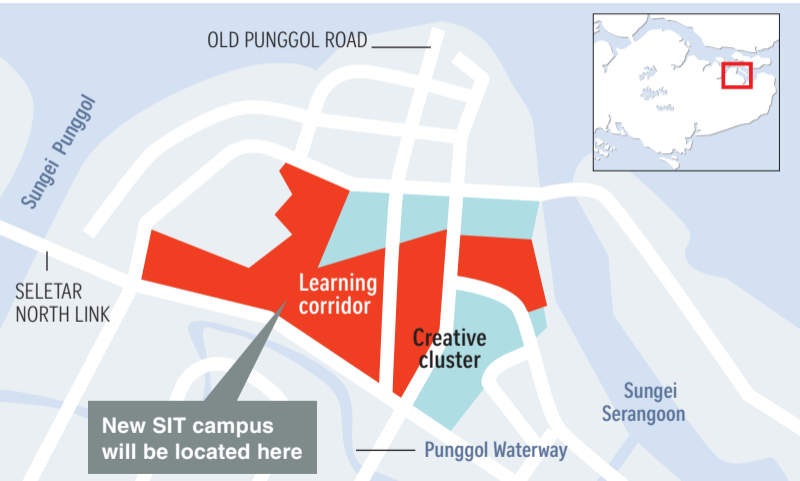 OLD PUNGGOL ROAD
Sungei Punggol
SELETAR
NORTH LINK
Learning
corridor
Creative
cluster
New SIT campus
will be located here
Sungei
Serangoon
Punggol Waterway